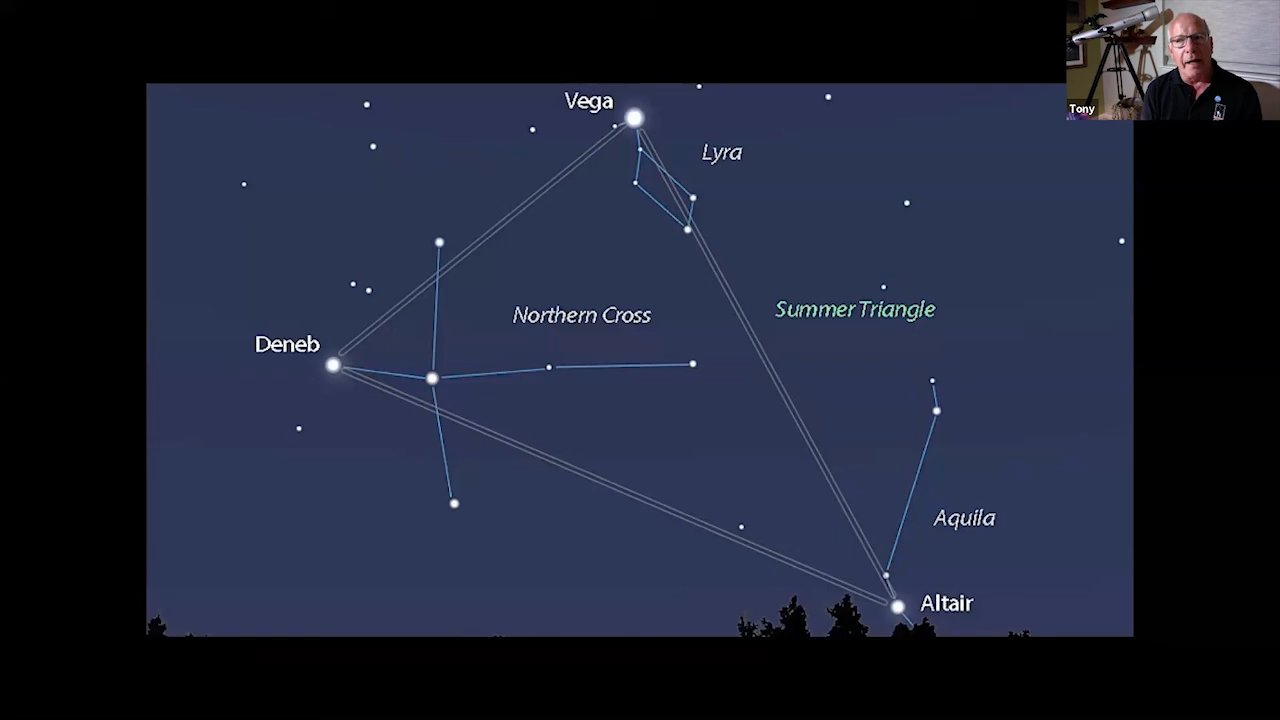 Vega
Lyra
Tony
Northern Cross
Summer Triangle
Deneb
Aquila
Altair